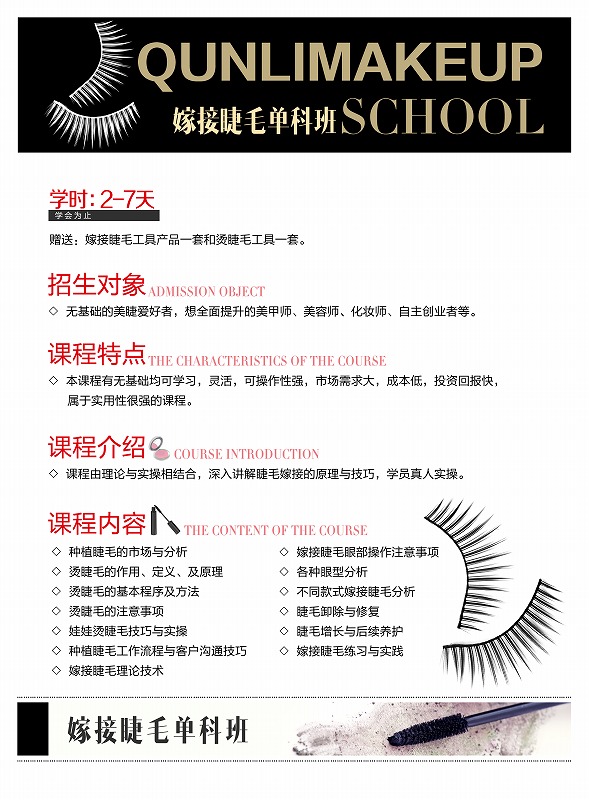 QUNLIMAKEUP
嫁接睫毛单科班SCHOOL
学时：2-7天
学会为止
赠送：嫁接睫毛工具产品一套和烫睫毛工具一套。
招生对象ADMISSION OBJECT
◇ 无基础的美睫爱好者，想全面提升的美甲师、美容师、化妆师、自主创业者等。
课程特点THE CHARACTERISTICS OF THE COURSE
◇ 本课程有无基础均可学习，灵活，可操作性强，市场需求大，成本低，投资回报快，
属于实用性很强的课程。
课程介绍COURSE INTRODUCTION
◇ 课程由理论与实操相结合，深入讲解睫毛嫁接的原理与技巧，学员真人实操。
课程内容THE CONTENT OF THE COURSE
◇ 种植睫毛的市场与分析
◇ 烫睫毛的作用、定义、及原理
◇ 烫睫毛的基本程序及方法
◇ 烫睫毛的注意事项
◇ 娃娃烫睫毛技巧与实操
◇ 种植睫毛工作流程与客户沟通技巧
◇ 嫁接睫毛理论技术
◇ 嫁接睫毛眼部操作注意事项
◇ 各种眼型分析
◇ 不同款式嫁接睫毛分析
◇ 睫毛卸除与修复
◇ 睫毛增长与后续养护
◇ 嫁接睫毛练习与实践
嫁接睫毛单科班